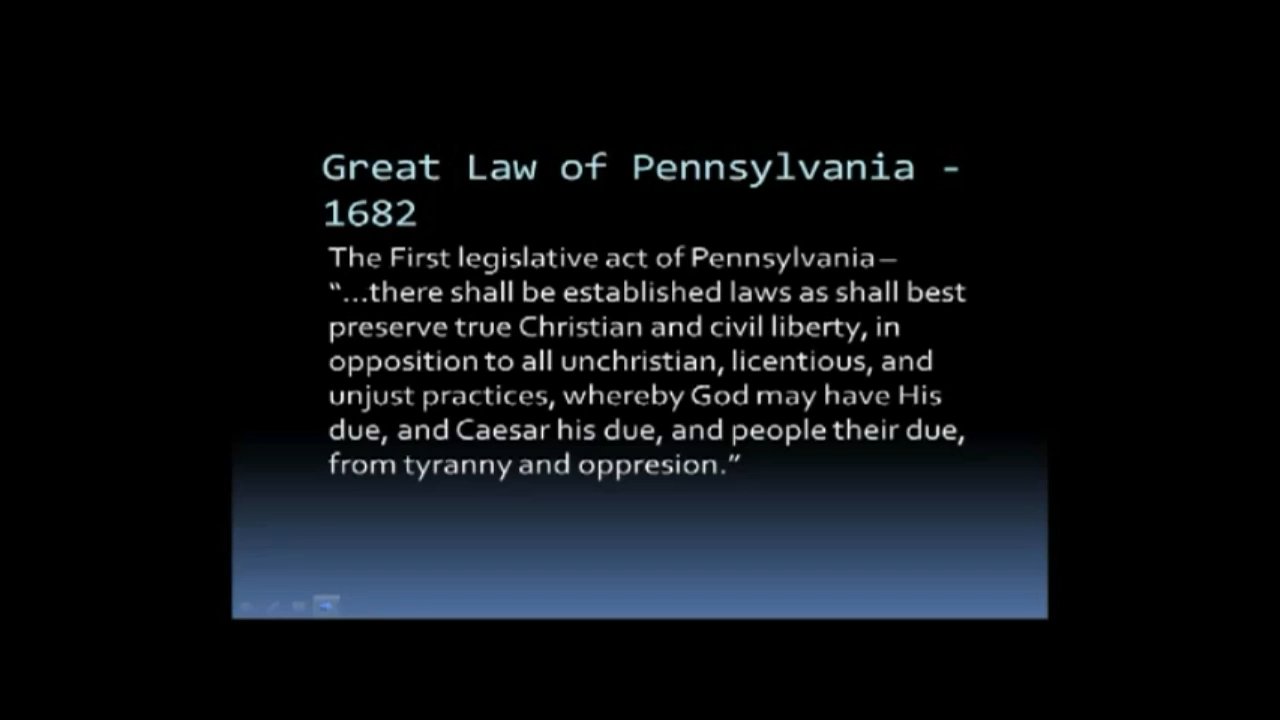 Great Law of Pennsylvania -
1682
The First legislative act of Pennsylvania–
“…there shall be established laws as shall best
preserve true Christian and civil liberty, in
opposition to all unchristian, licentious, and
unjust practices, whereby God may have His
due, and Caesar his due, and people their due,
from tyranny and oppresion.”